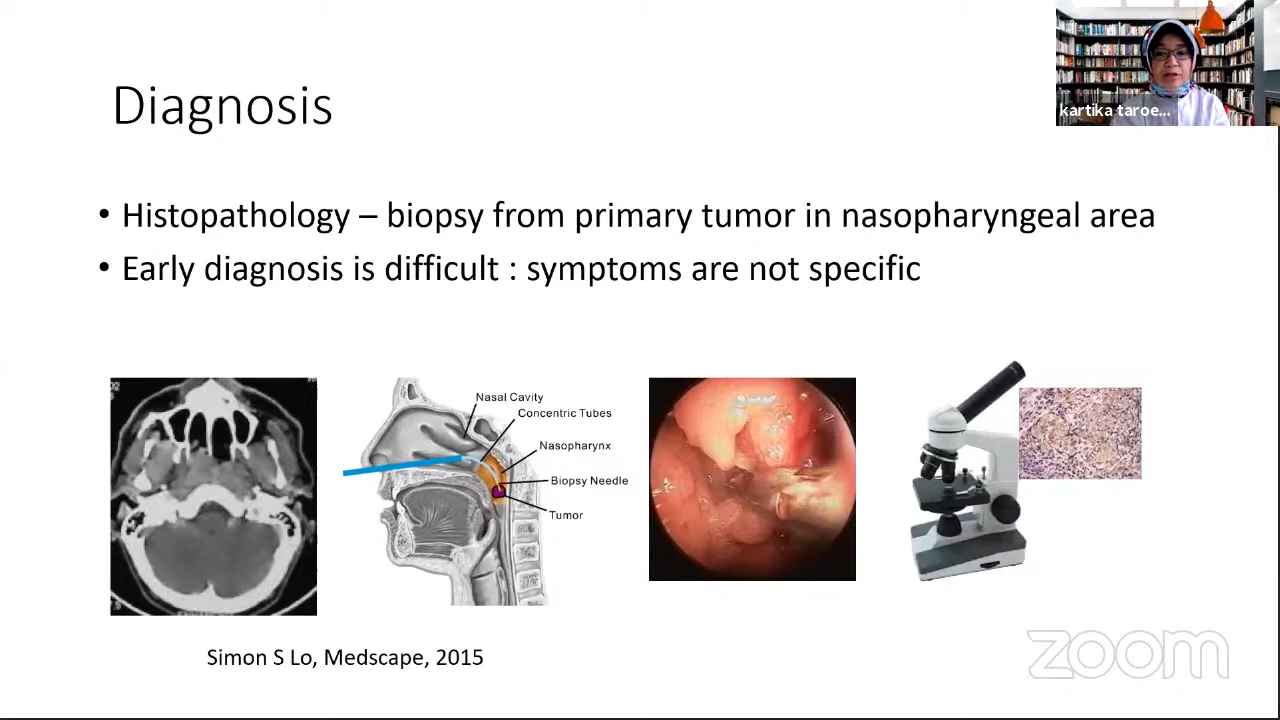 kartika taroe...
Diagnosis
• Histopathology – biopsy from primary tumor in nasopharyngeal area
• Early diagnosis is difficult : symptoms are not specific
Nasal Cavity
Concentric Tubes
Nasopharynx
Biopsy Needle
Tumor
Simon S Lo, Medscape, 2015
zoom